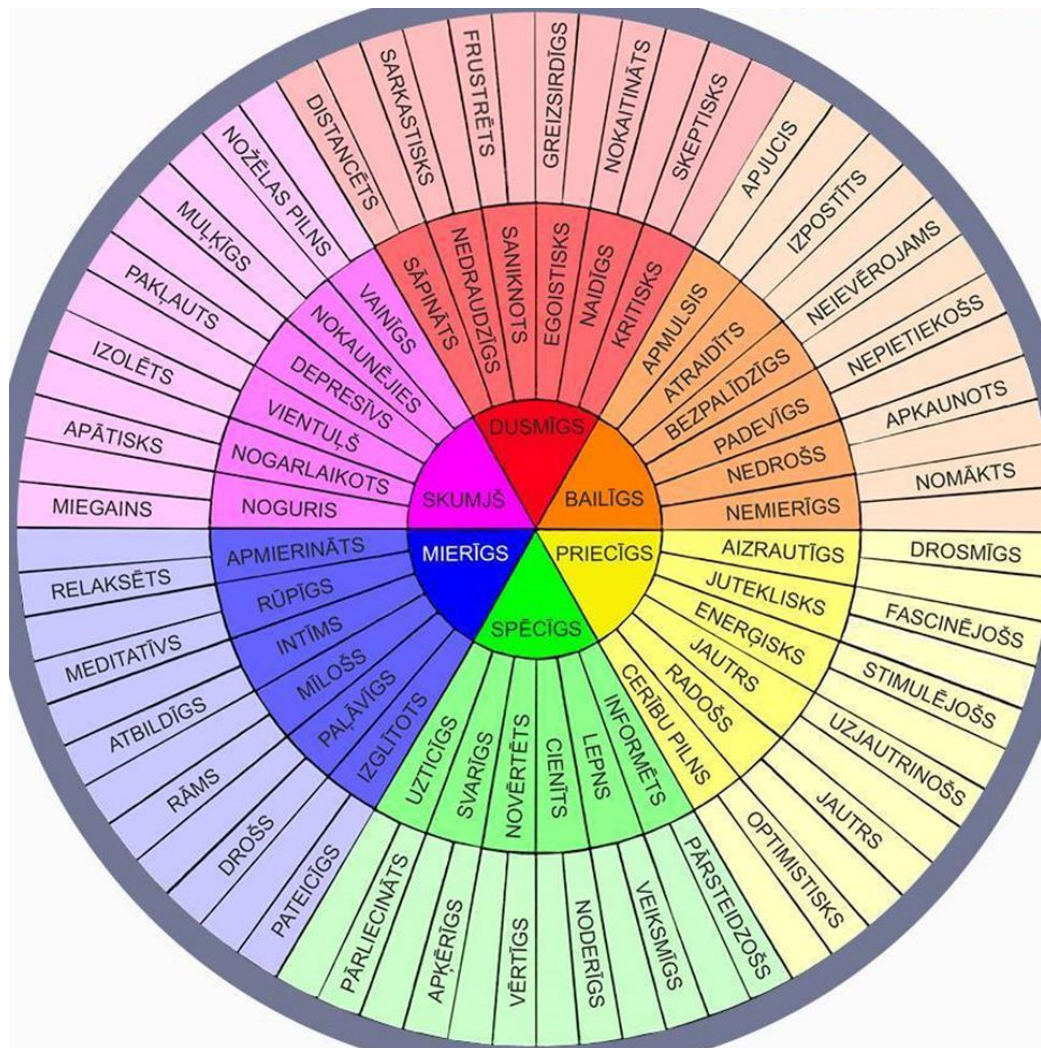 DUSMĪGS
BAILĪGS
PRIECĪGS
SPĒCĪGS
MIERĪGS
SKUMJŠ
SĀPINĀTS
NEDRAUDZĪGS
SANIKNOTS
EGOISTISKS
NAIDĪGS
KRITISKS
APMULSIS
ATRAIDĪTS
BEZPALĪDZĪGS
PADEVĪGS
NEDROŠS
NEMIERĪGS
AIZRAUTĪGS
JUTEKLISKS
ENERĢISKS
JAUTRS
RADOŠS
CERĪBU PILNS
INFORMĒTS
LEPNS
CIENĪTS
NOVĒRTĒTS
SVARĪGS
UZTICĪGS
IZGLĪTOTS
PAĻĀVĪGS
MĪLOŠS
INTĪMS
RŪPĪGS
APMIERINĀTS
NOGURIS
NOGARLAIKOTS
VIENTUĻŠ
DEPRESĪVS
NOKAUNĒJIES
VAINĪGS
DISTANCĒTS
SARKASTISKS
FRUSTRĒTS
GREIZSIRDĪGS
NOKAITINĀTS
SKEPTISKS
APJUCIS
IZPOSTĪTS
NEIEVĒROJAMS
NEPIETIEKOŠS
APKAUNOTS
NOMĀKTS
DROSMĪGS
FASCINĒJOŠS
STIMULĒJOŠS
UZJAUTRINOŠS
JAUTRS
OPTIMISTISKS
PĀRSTEIDZOŠS
VEIKSMĪGS
NODERĪGS
VĒRTĪGS
APĶĒRĪGS
PĀRLIECINĀTS
PATEICĪGS
DROŠS
RĀMS
ATBILDĪGS
MEDITATĪVS
RELAKSĒTS
MIEGAINS
APĀTISKS
IZOLĒTS
PAKĻAUTS
MUĻĶĪGS
NOŽĒLAS PILNS